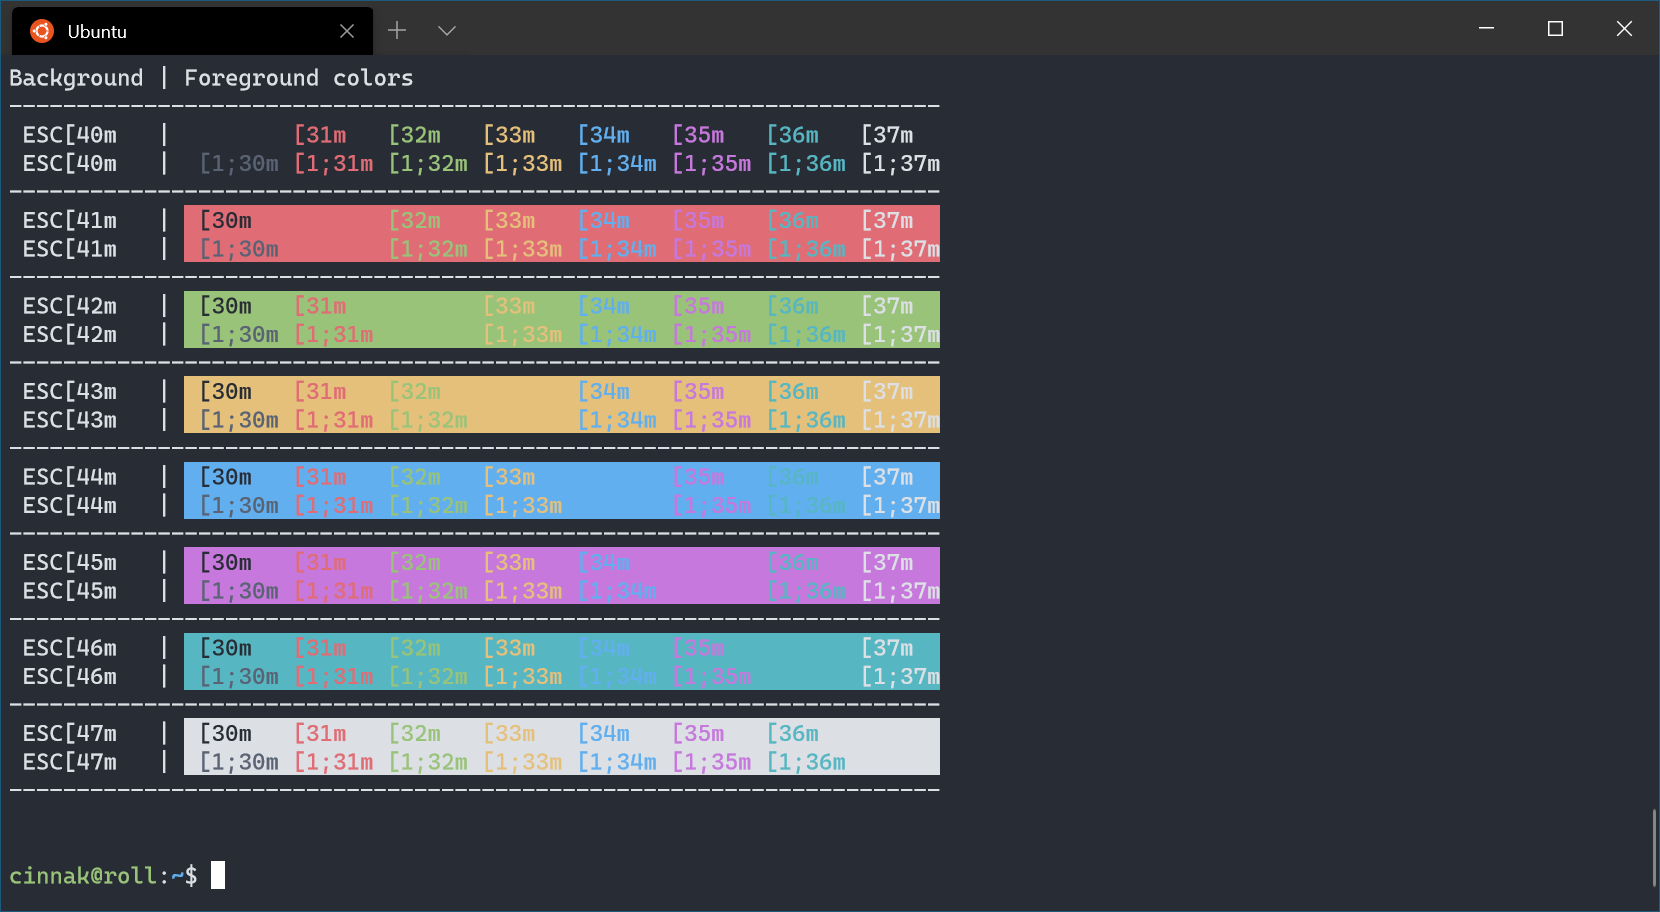 Ubuntu
Background | Foreground colors
----------------------------------------------------------------------
ESC[40m | [31m [32m [33m [34m [35m [36m [37m
ESC[40m | [1;30m [1;31m [1;32m [1;33m [1;34m [1;35m [1;36m [1;37m
----------------------------------------------------------------------
ESC[41m | [30m [32m [33m [34m [35m [36m [37m
ESC[41m | [1;30m [1;32m [1;33m [1;34m [1;35m [1;36m [1;37m
----------------------------------------------------------------------
ESC[42m | [30m [31m [33m [34m [35m [36m [37m
ESC[42m | [1;30m [1;31m [1;33m [1;34m [1;35m [1;36m [1;37m
----------------------------------------------------------------------
ESC[43m | [30m [31m [32m [34m [35m [36m [37m
ESC[43m | [1;30m [1;31m [1;32m [1;34m [1;35m [1;36m [1;37m
----------------------------------------------------------------------
ESC[44m | [30m [31m [32m [33m [35m [36m [37m
ESC[44m | [1;30m [1;31m [1;32m [1;33m [1;35m [1;36m [1;37m
----------------------------------------------------------------------
ESC[45m | [30m [31m [32m [33m [34m [36m [37m
ESC[45m | [1;30m [1;31m [1;32m [1;33m [1;34m [1;36m [1;37m
----------------------------------------------------------------------
ESC[46m | [30m [31m [32m [33m [34m [35m [37m
ESC[46m | [1;30m [1;31m [1;32m [1;33m [1;34m [1;35m [1;37m
----------------------------------------------------------------------
ESC[47m | [30m [31m [32m [33m [34m [35m [36m
ESC[47m | [1;30m [1;31m [1;32m [1;33m [1;34m [1;35m [1;36m
----------------------------------------------------------------------
cinnak@roll:~$